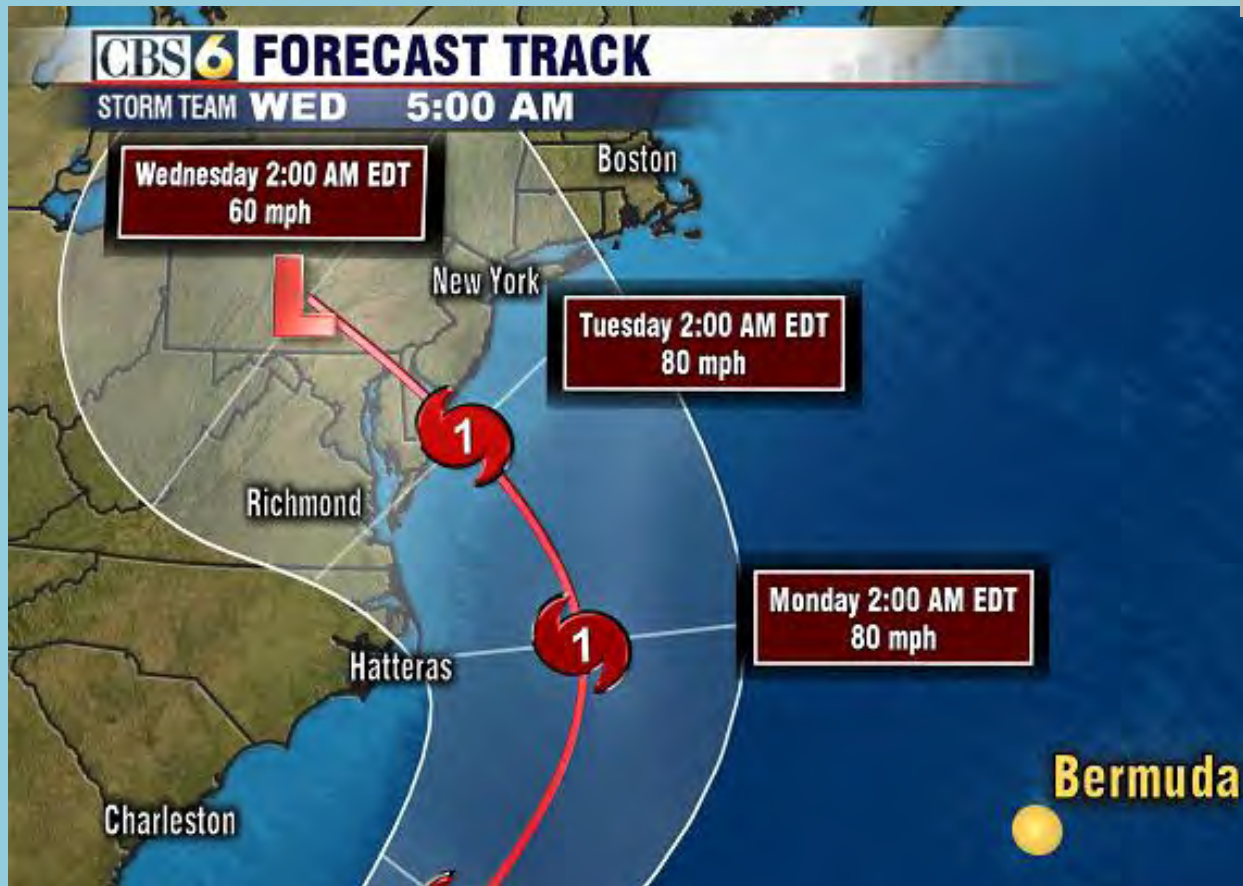 CBS 6 FORECAST TRACK
STORM TEAM WED 5:00 AM
Wednesday 2:00 AM EDT
60 mph
Boston
New York
Tuesday 2:00 AM EDT
80 mph
1
Richmond
Monday 2:00 AM EDT
80 mph
1
Hatteras
Bermuda
Charleston
L